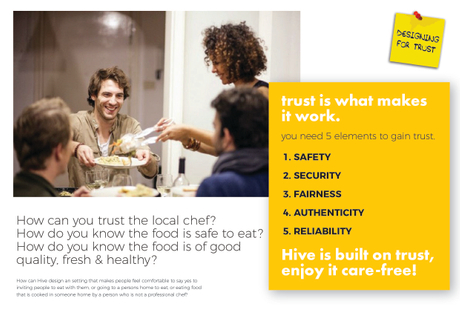 DESIGNING
FOR TRUST
trust is what makes
it work.
you need 5 elements to gain trust.
1. SAFETY
2. SECURITY
3. FAIRNESS
4. AUTHENTICITY
5. RELIABILITY
Hive is built on trust,
enjoy it care-free!
How can you trust the local chef?
How do you know the food is safe to eat?
How do you know the food is of good
quality, fresh & healthy?
How can Hive design an setting that makes people feel comfortable to say yes to
inviting people to eat with them, or going to a persons home to eat, or eating food
that is cooked in someone home by a person who is not a professional chef?